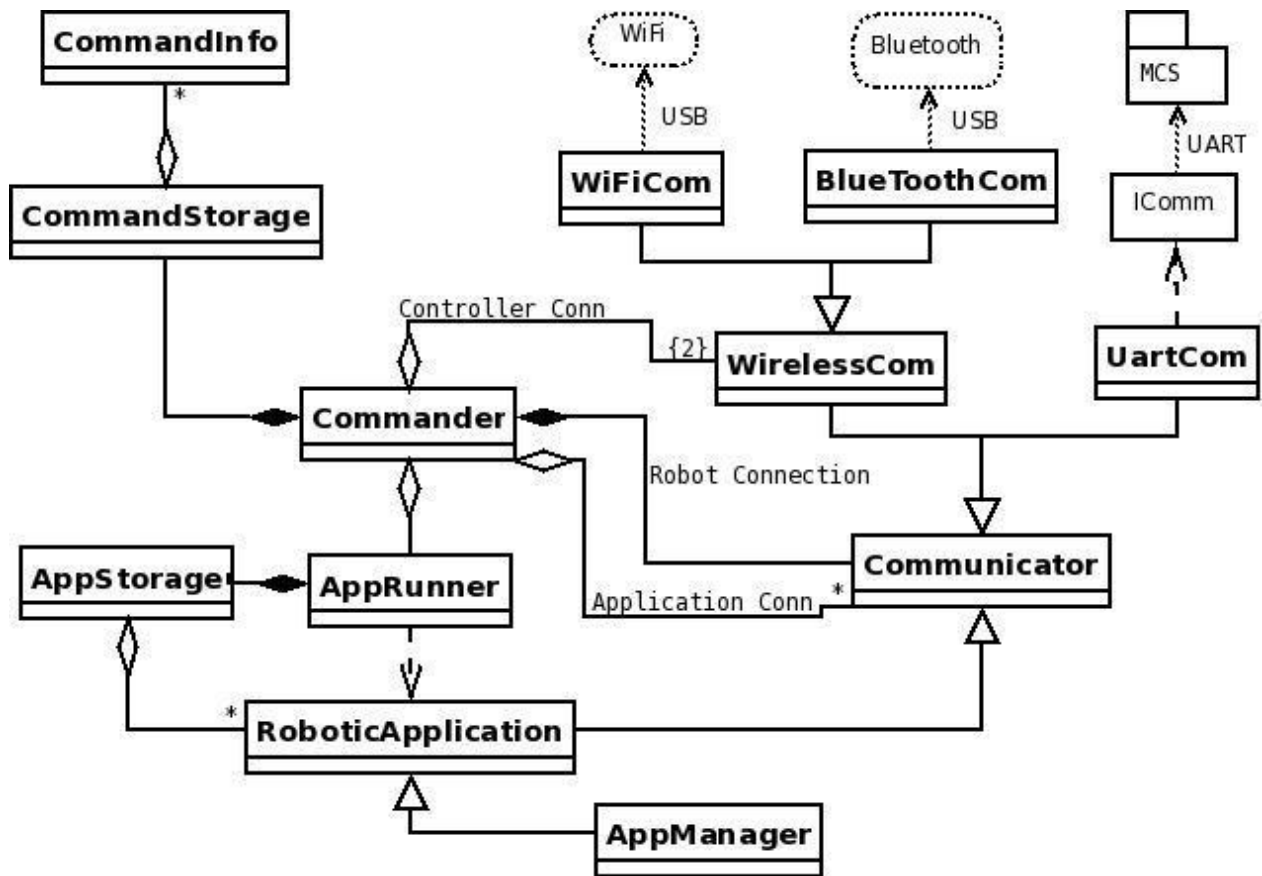 CommandInfo
*
WiFi
Bluetooth
MCS
USB
USB
UART
WiFiCom
BlueToothCom
IComm
CommandStorage
Controller Conn
{2}
WirelessCom
UartCom
Commander
Robot Connection
AppStorage
AppRunner
Communicator
*
Application Conn
*
RoboticApplication
AppManager